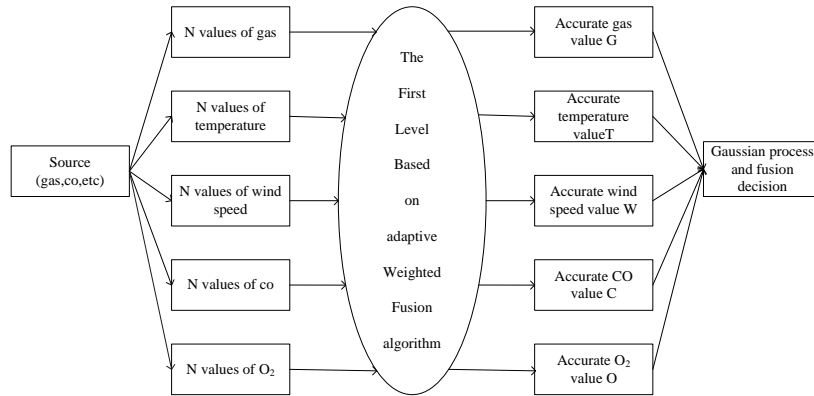 Source
(gas,co,etc)
N values of gas
N values of
temperature
N values of wind
speed
N values of co
N values of O₂
The
First
Level
Based
on
adaptive
Weighted
Fusion
algorithm
Accurate gas
value G
Accurate
temperature
valueT
Accurate wind
speed value W
Accurate CO
value C
Accurate O₂
value O
Gaussian process
and fusion
decision